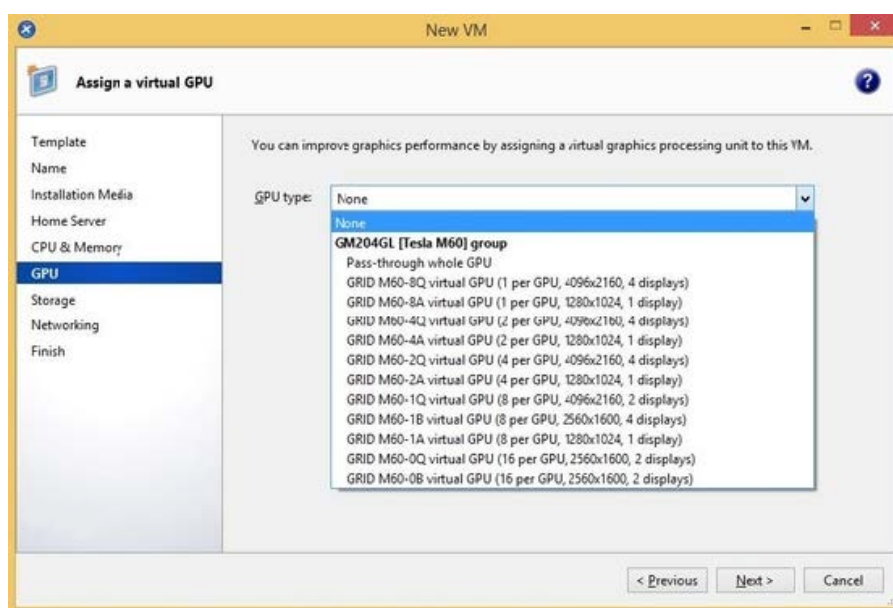 New VM
Assign a virtual GPU
Template
Name
Installation Media
Home Server
CPU & Memory
GPU
Storage
Networking
Finish
You can improve graphics performance by assigning a virtual graphics processing unit to this VM.
GPU type: None
None
GM204GL [Tesla M60] group
Pass-through whole GPU
GRID M60-8Q virtual GPU (1 per GPU, 4096x2160, 4 displays)
GRID M60-8A virtual GPU (1 per GPU, 1280x1024, 1 display)
GRID M60-4Q virtual GPU (2 per GPU, 4096x2160, 4 displays)
GRID M60-4A virtual GPU (2 per GPU, 1280x1024, 1 display)
GRID M60-2Q virtual GPU (4 per GPU, 4096x2160, 4 displays)
GRID M60-2A virtual GPU (4 per GPU, 1280x1024, 1 display)
GRID M60-1Q virtual GPU (8 per GPU, 4096x2160, 2 displays)
GRID M60-1B virtual GPU (8 per GPU, 2560x1600, 4 displays)
GRID M60-1A virtual GPU (8 per GPU, 1280x1024, 1 display)
GRID M60-0Q virtual GPU (16 per GPU, 2560x1600, 2 displays)
GRID M60-0B virtual GPU (16 per GPU, 2560x1600, 2 displays)
< Previous
Next >
Cancel